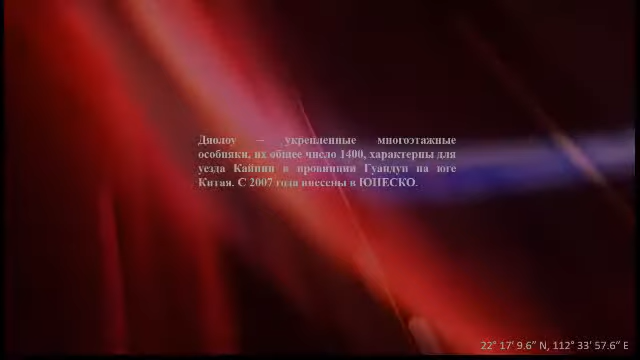 Диолоу – укрепленные многоэтажные
особняки, их общее число 1400, характерны для
уезда Кайпин в провинции Гуандун на юге
Китая. С 2007 года внесены в ЮНЕСКО.
22° 17′ 9.6″ N, 112° 33′ 57.6″ E